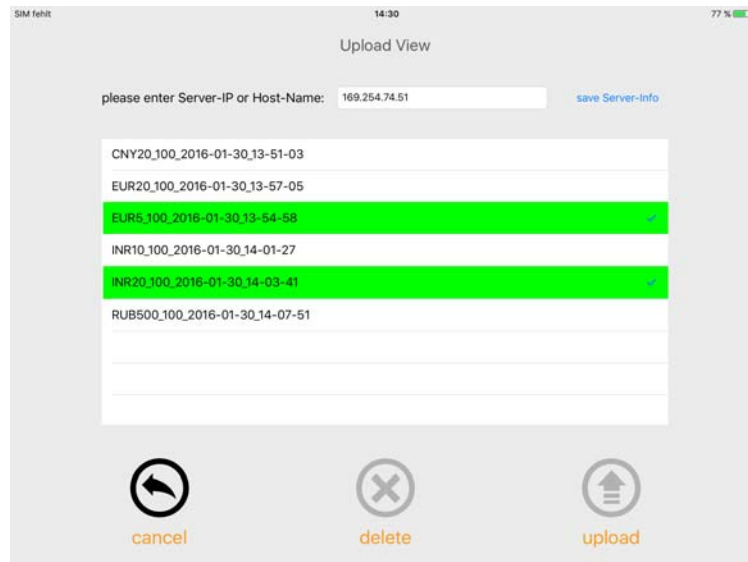 SIM fehlt 14:30 77 %
Upload View
please enter Server-IP or Host-Name: 169.254.74.51 save Server-Info
CNY20_100_2016-01-30_13-51-03
EUR20_100_2016-01-30_13-57-05
EUR5_100_2016-01-30_13-54-58
INR10_100_2016-01-30_14-01-27
INR20_100_2016-01-30_14-03-41
RUB500_100_2016-01-30_14-07-51
cancel delete upload